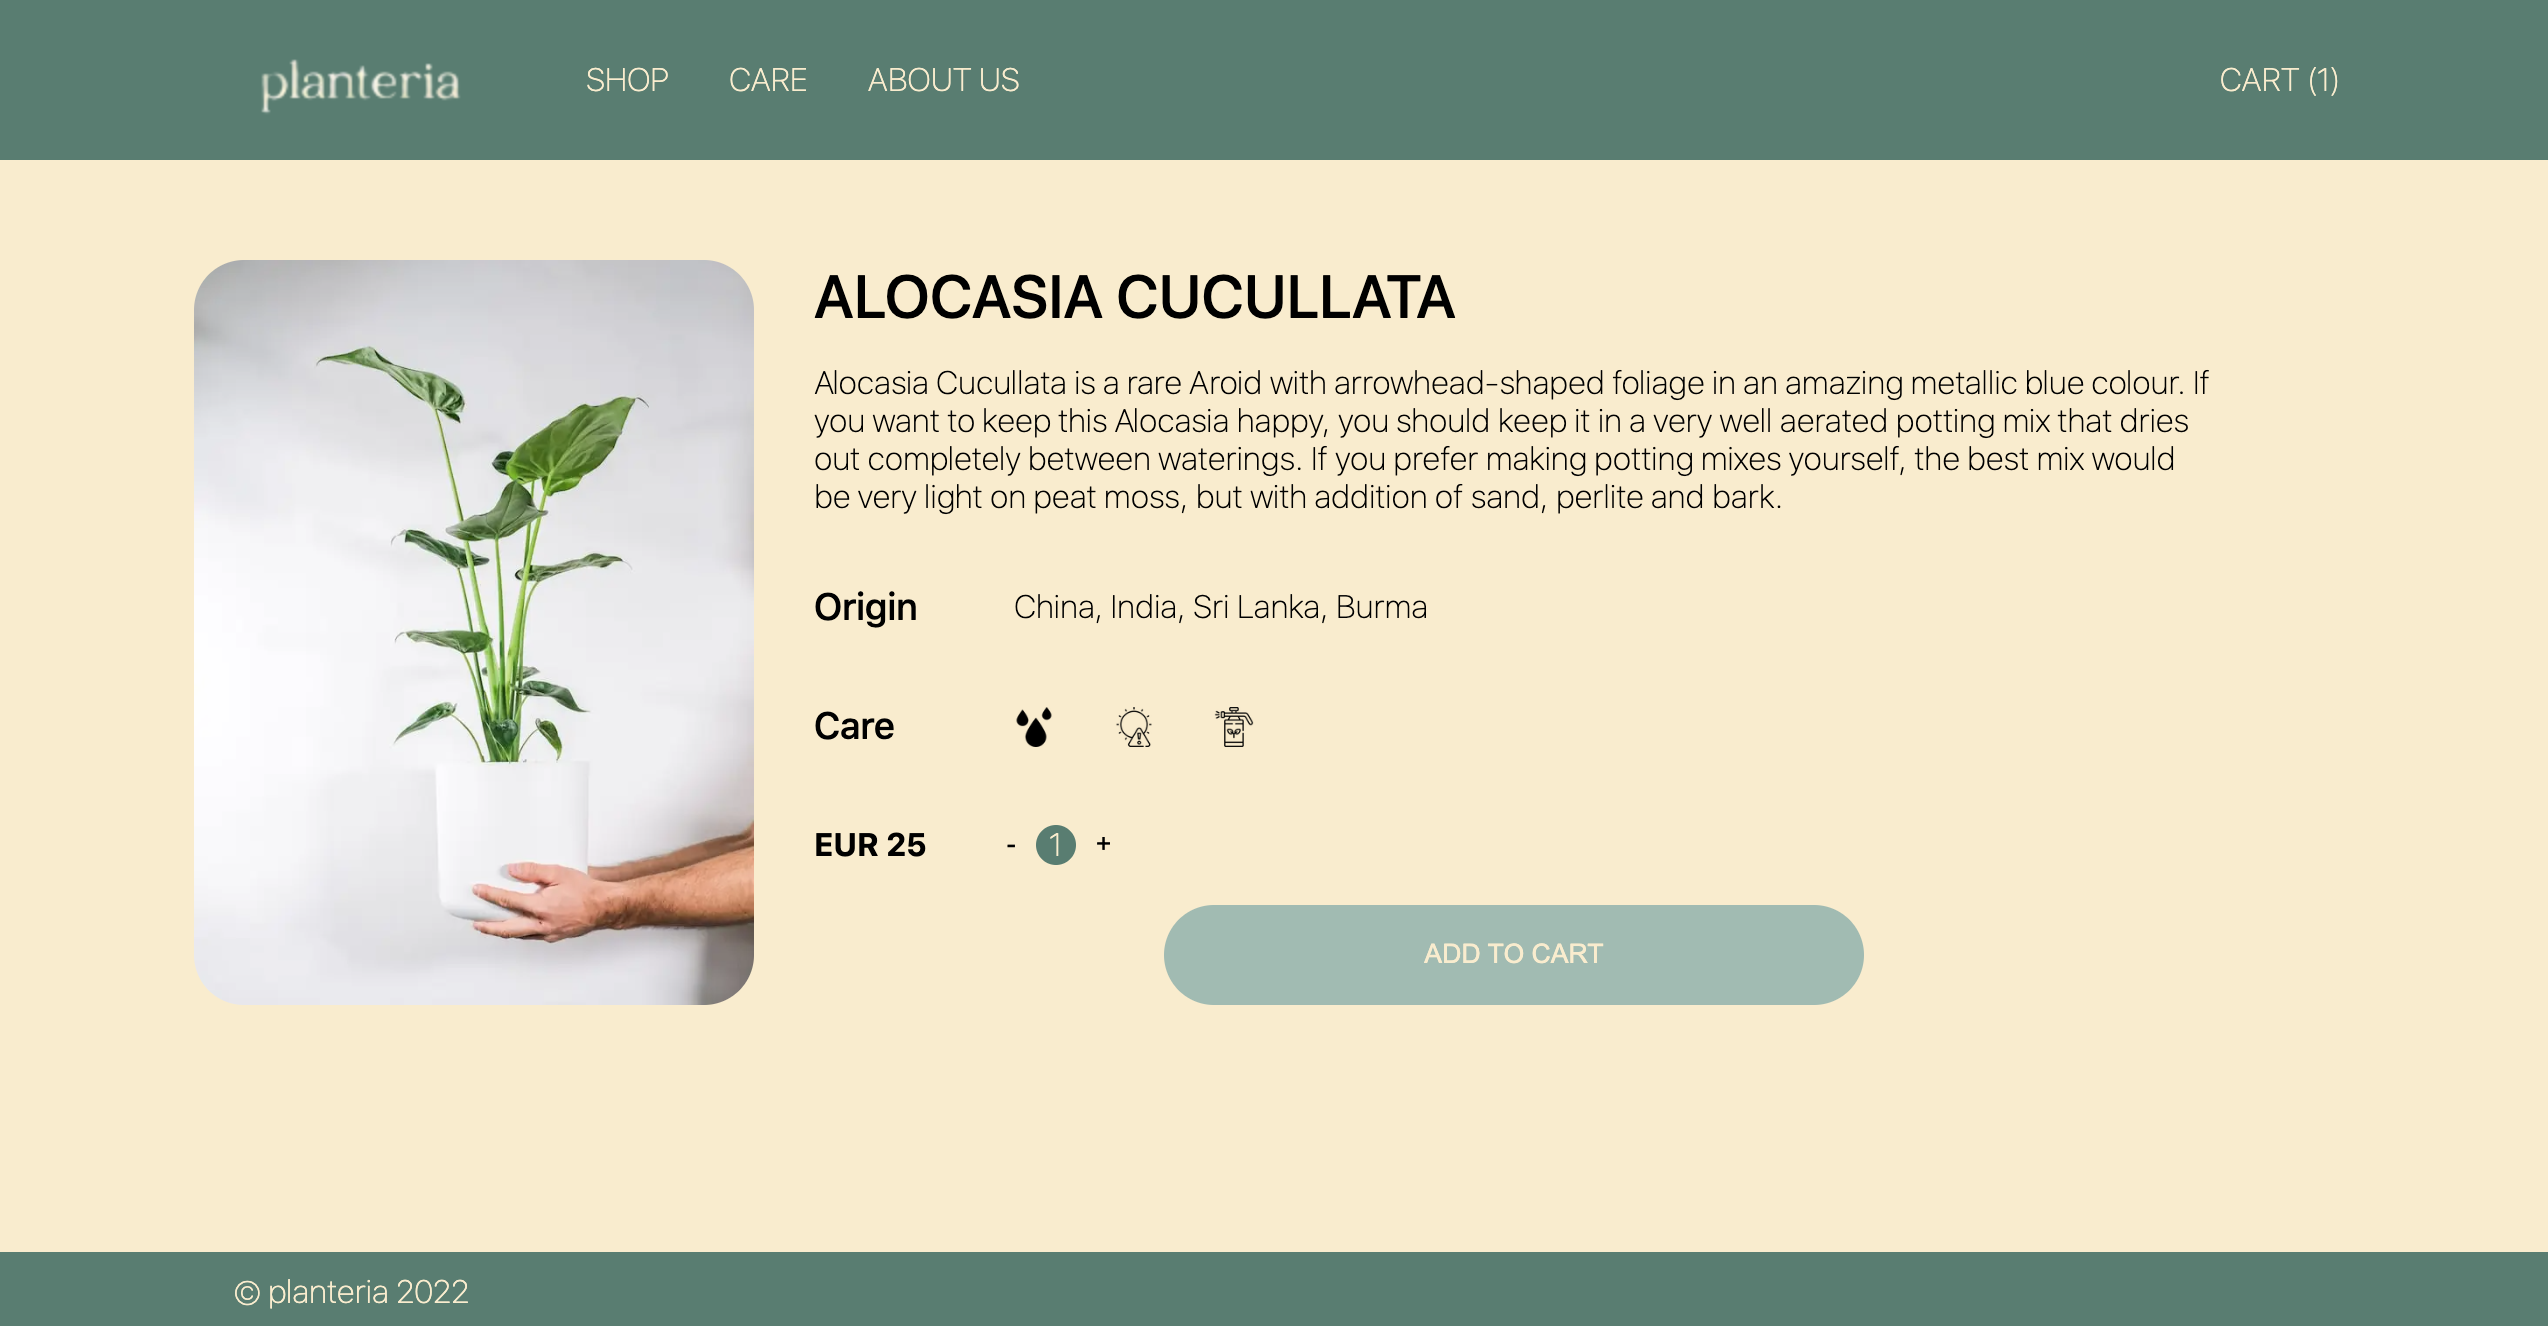 planteria
SHOP
CARE
ABOUT US
CART (1)
ALOCASIA CUCULLATA
Alocasia Cucullata is a rare Aroid with arrowhead-shaped foliage in an amazing metallic blue colour. If
you want to keep this Alocasia happy, you should keep it in a very well aerated potting mix that dries
out completely between waterings. If you prefer making potting mixes yourself, the best mix would
be very light on peat moss, but with addition of sand, perlite and bark.
Origin
China, India, Sri Lanka, Burma
Care
EUR 25
- 1 +
ADD TO CART
© planteria 2022